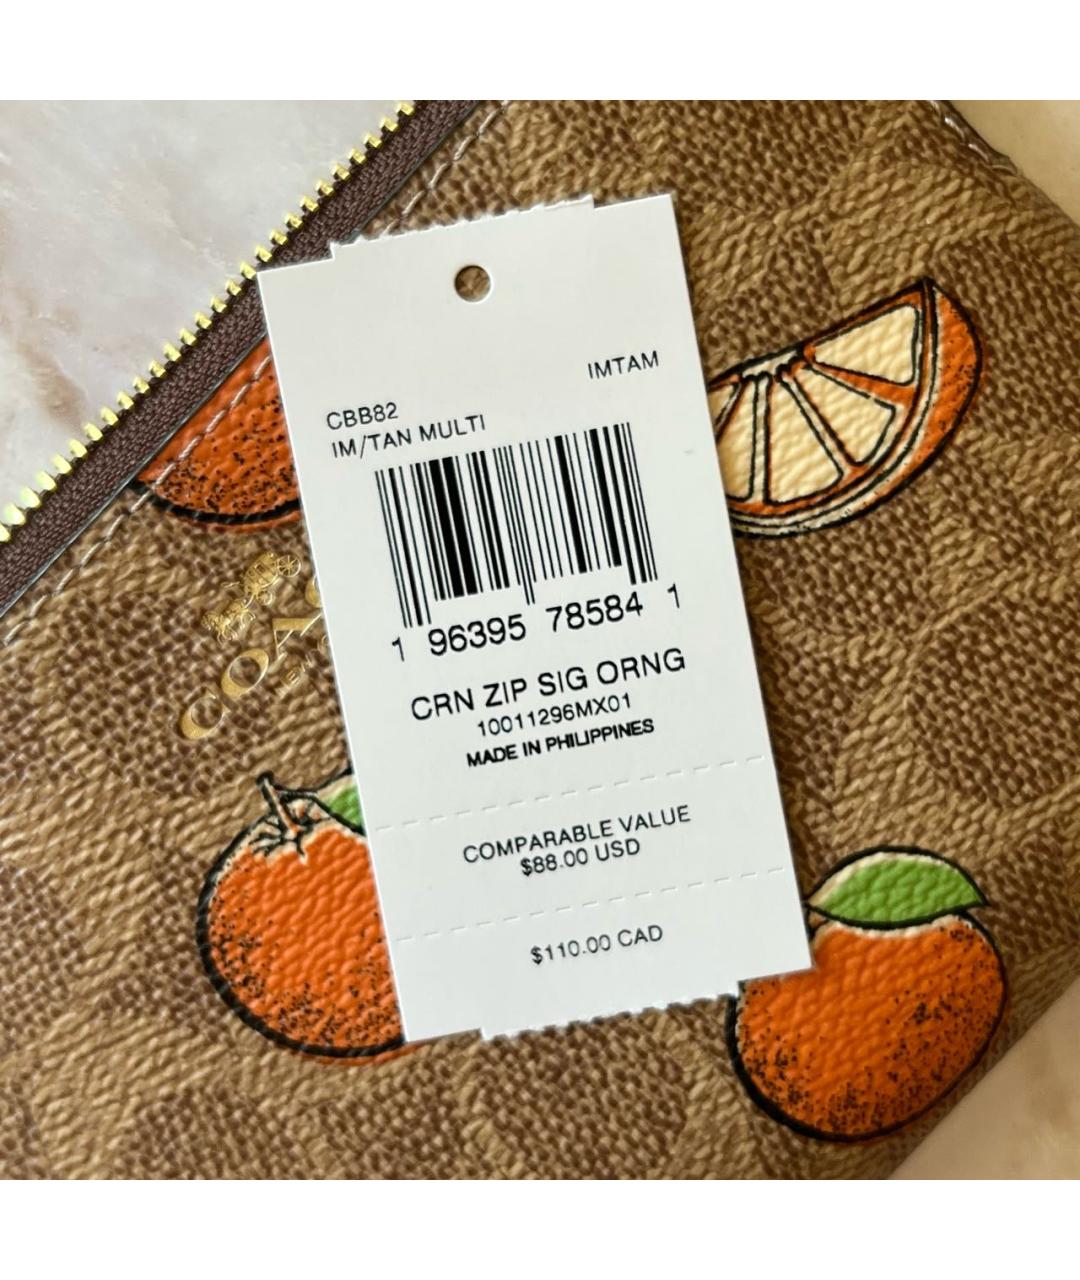 IMTAM
CBB82
IM/TAN MULTI
1 96395 78584 1
CRN ZIP SIG ORNG
10011296MX01
MADE IN PHILIPPINES
COMPARABLE VALUE
$88.00 USD
$110.00 CAD